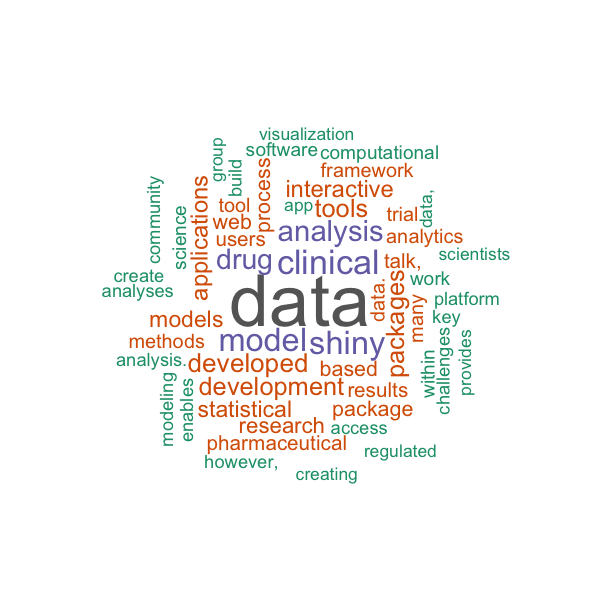 visualization
software
computational
group
build
framework
process
interactive
community
science
applications
tool
app
tools
trial
data,
web
users
analysis
analytics
scientists
drug
clinical
talk,
create
analyses
data
data.
packages
work
many
platform
key
models
model
shiny
methods
analysis.
developed
based
within
challenges
provides
modeling
enables
development
results
statistical
package
research
access
pharmaceutical
regulated
however,
creating